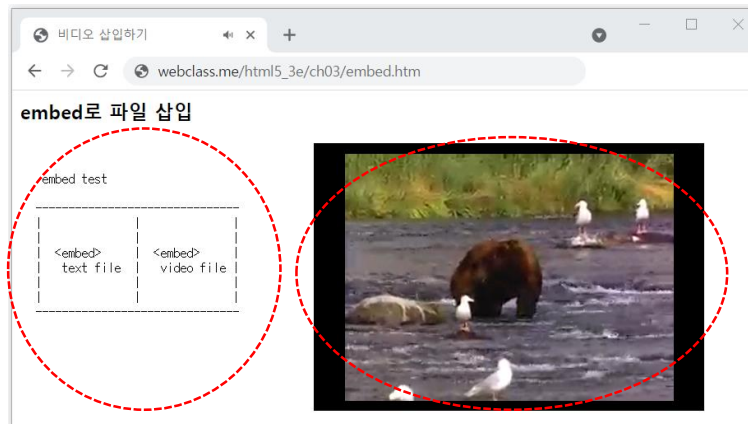 비디오 삽입하기
webclass.me/html5_3e/ch03/embed.htm
embed로 파일 삽입
embed test
<embed> <embed>
text file video file